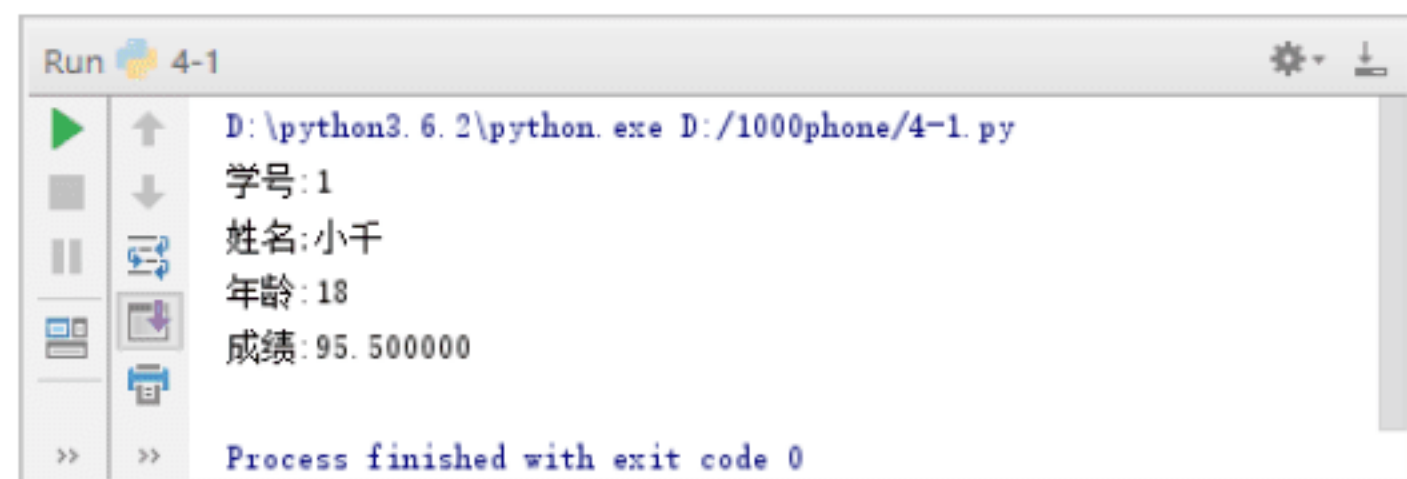 Run 4-1
D:\python3.6.2\python.exe D:/1000phone/4-1.py
学号:1
姓名:小千
年龄:18
成绩:95.500000
Process finished with exit code 0